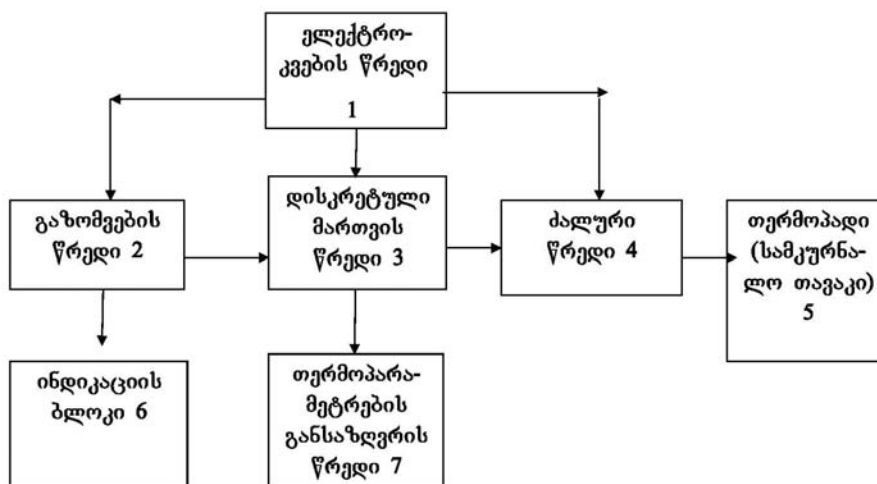 ელექტრო-
კვების წრედი
1
გაზომვების
წრედი 2
დისკრეტული
მართვის
წრედი 3
ძალური
წრედი 4
თერმოპადი
(სამკურნა-
ლო თავაკი)
5
ინდიკაციის
ბლოკი 6
თერმოპარა-
მეტრების
განსაზღვრის
წრედი 7